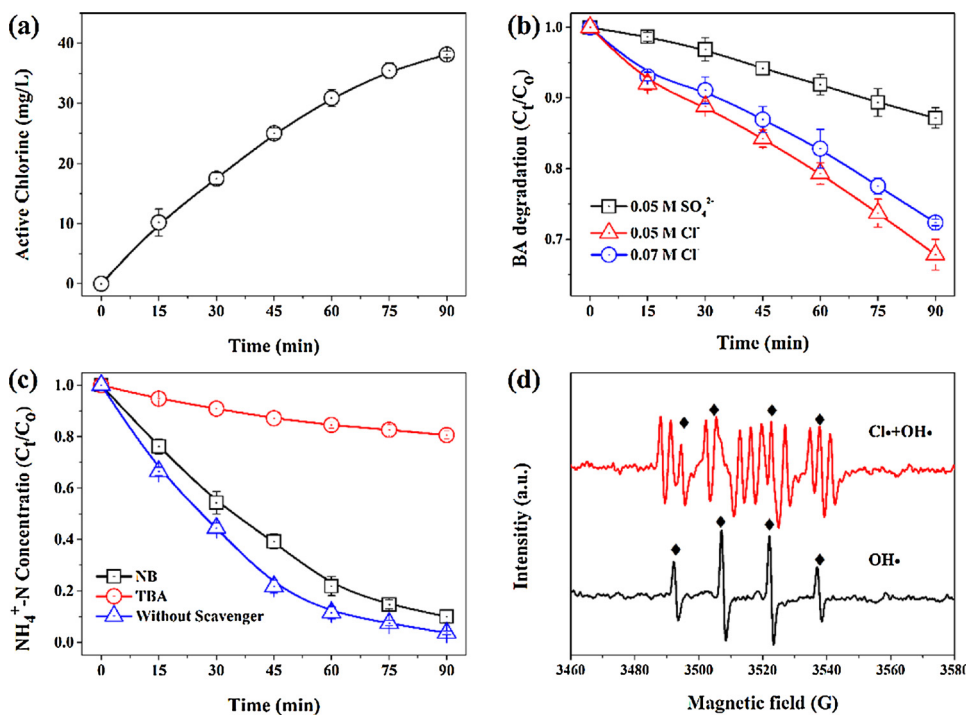 (a)
Active Chlorine (mg/L)
40
30
20
10
0
0 15 30 45 60 75 90
Time (min)
(b)
BA degradation (Cₜ/Cₒ)
1.0
0.9
0.8
0.7
0.05 M SO₄²⁻
0.05 M Cl⁻
0.07 M Cl⁻
0 15 30 45 60 75 90
Time (min)
(c)
NH₄⁺-N Concentratio (Cₜ/Cₒ)
1.0
0.8
0.6
0.4
0.2
0.0
NB
TBA
Without Scavenger
0 15 30 45 60 75 90
Time (min)
(d)
Intensitiy (a.u.)
Cl•+OH•
OH•
3460 3480 3500 3520 3540 3560 3580
Magnetic field (G)